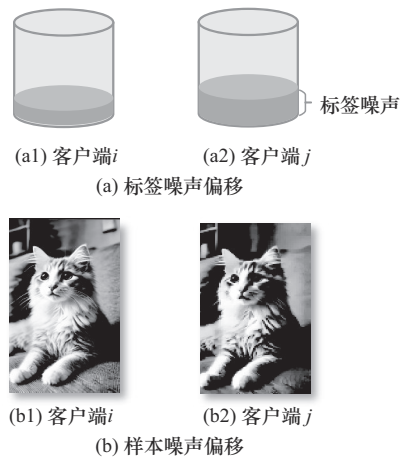 标签噪声
(a1) 客户端i
(a2) 客户端j
(a) 标签噪声偏移
(b1) 客户端i
(b2) 客户端j
(b) 样本噪声偏移